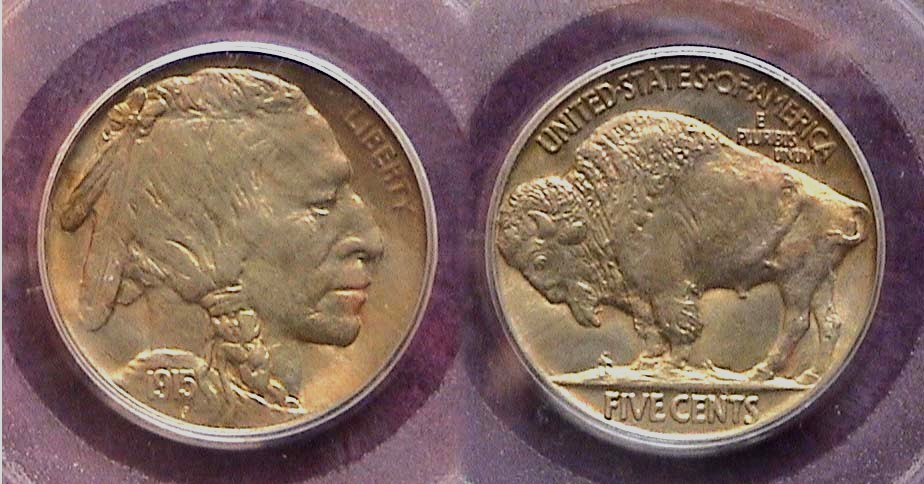 LIBERTY
1915
UNITED·STATES·OF·AMERICA
E
PLURIBUS
UNUM
FIVE CENTS